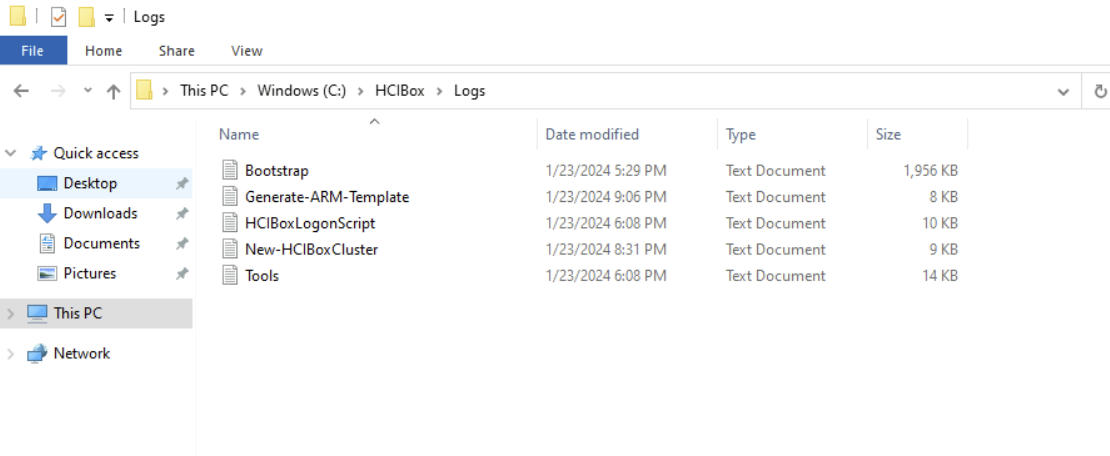 Logs
File Home Share View
This PC > Windows (C:) > HCIBox > Logs
Name Date modified Type Size
Quick access
Desktop
Downloads
Documents
Pictures
This PC
Network
Bootstrap 1/23/2024 5:29 PM Text Document 1,956 KB
Generate-ARM-Template 1/23/2024 9:06 PM Text Document 8 KB
HCIBoxLogonScript 1/23/2024 6:08 PM Text Document 10 KB
New-HCIBoxCluster 1/23/2024 8:31 PM Text Document 9 KB
Tools 1/23/2024 6:08 PM Text Document 14 KB